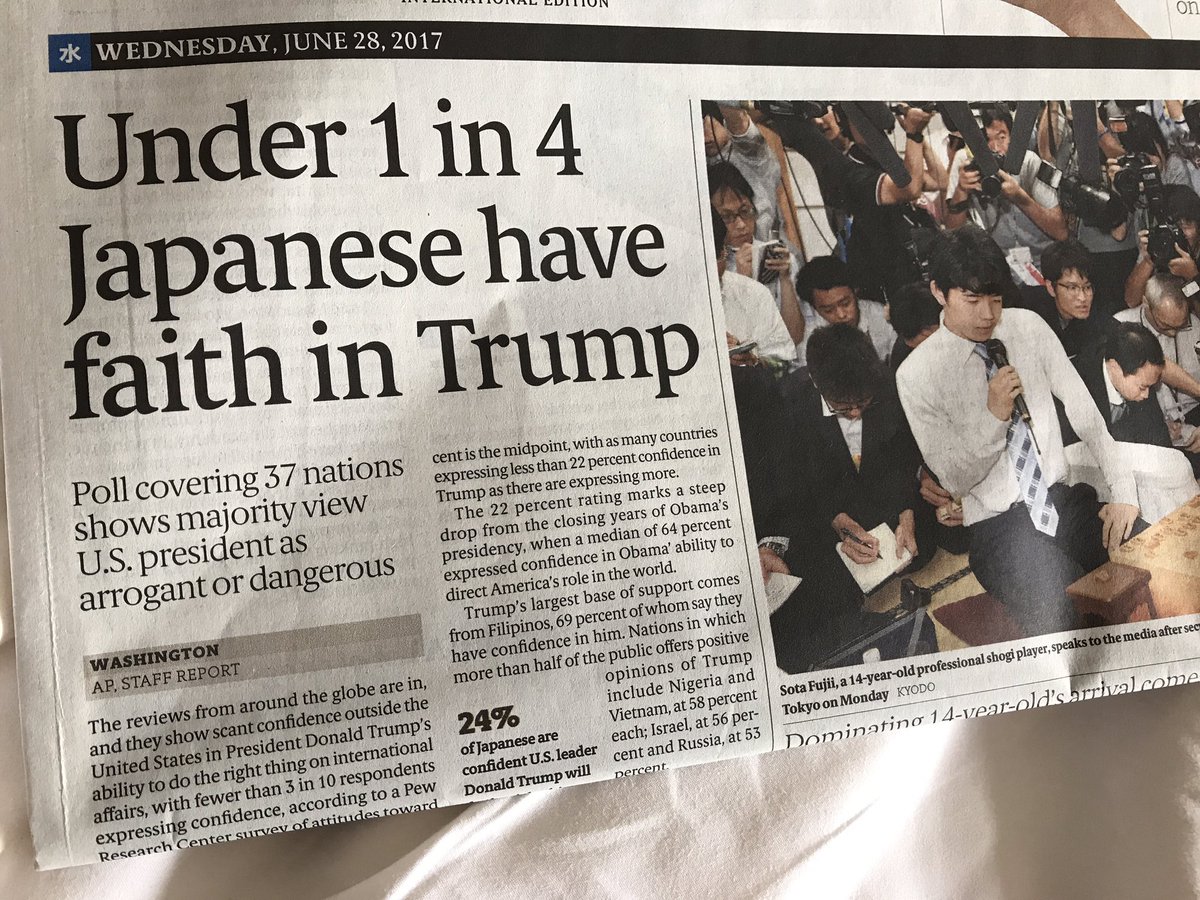 INTERNATIONAL EDITION
on
水 WEDNESDAY, JUNE 28, 2017
Under 1 in 4
Japanese have
faith in Trump
Poll covering 37 nations
shows majority view
U.S. president as
arrogant or dangerous
WASHINGTON
AP, STAFF REPORT
The reviews from around the globe are in,
and they show scant confidence outside the
United States in President Donald Trump's
ability to do the right thing on international
affairs, with fewer than 3 in 10 respondents
expressing confidence, according to a Pew
Research Center survey of attitudes toward
cent is the midpoint, with as many countries
expressing less than 22 percent confidence in
Trump as there are expressing more.
The 22 percent rating marks a steep
drop from the closing years of Obama's
presidency, when a median of 64 percent
expressed confidence in Obama' ability to
direct America's role in the world.
Trump's largest base of support comes
from Filipinos, 69 percent of whom say they
have confidence in him. Nations in which
more than half of the public offers positive
opinions of Trump
include Nigeria and
Vietnam, at 58 percent
each; Israel, at 56 per-
cent and Russia, at 53
percent.
24%
of Japanese are
confident U.S. leader
Donald Trump will
Sota Fujii, a 14-year-old professional shogi player, speaks to the media after
Tokyo on Monday KYODO
Dominating 14-year-old's arrival